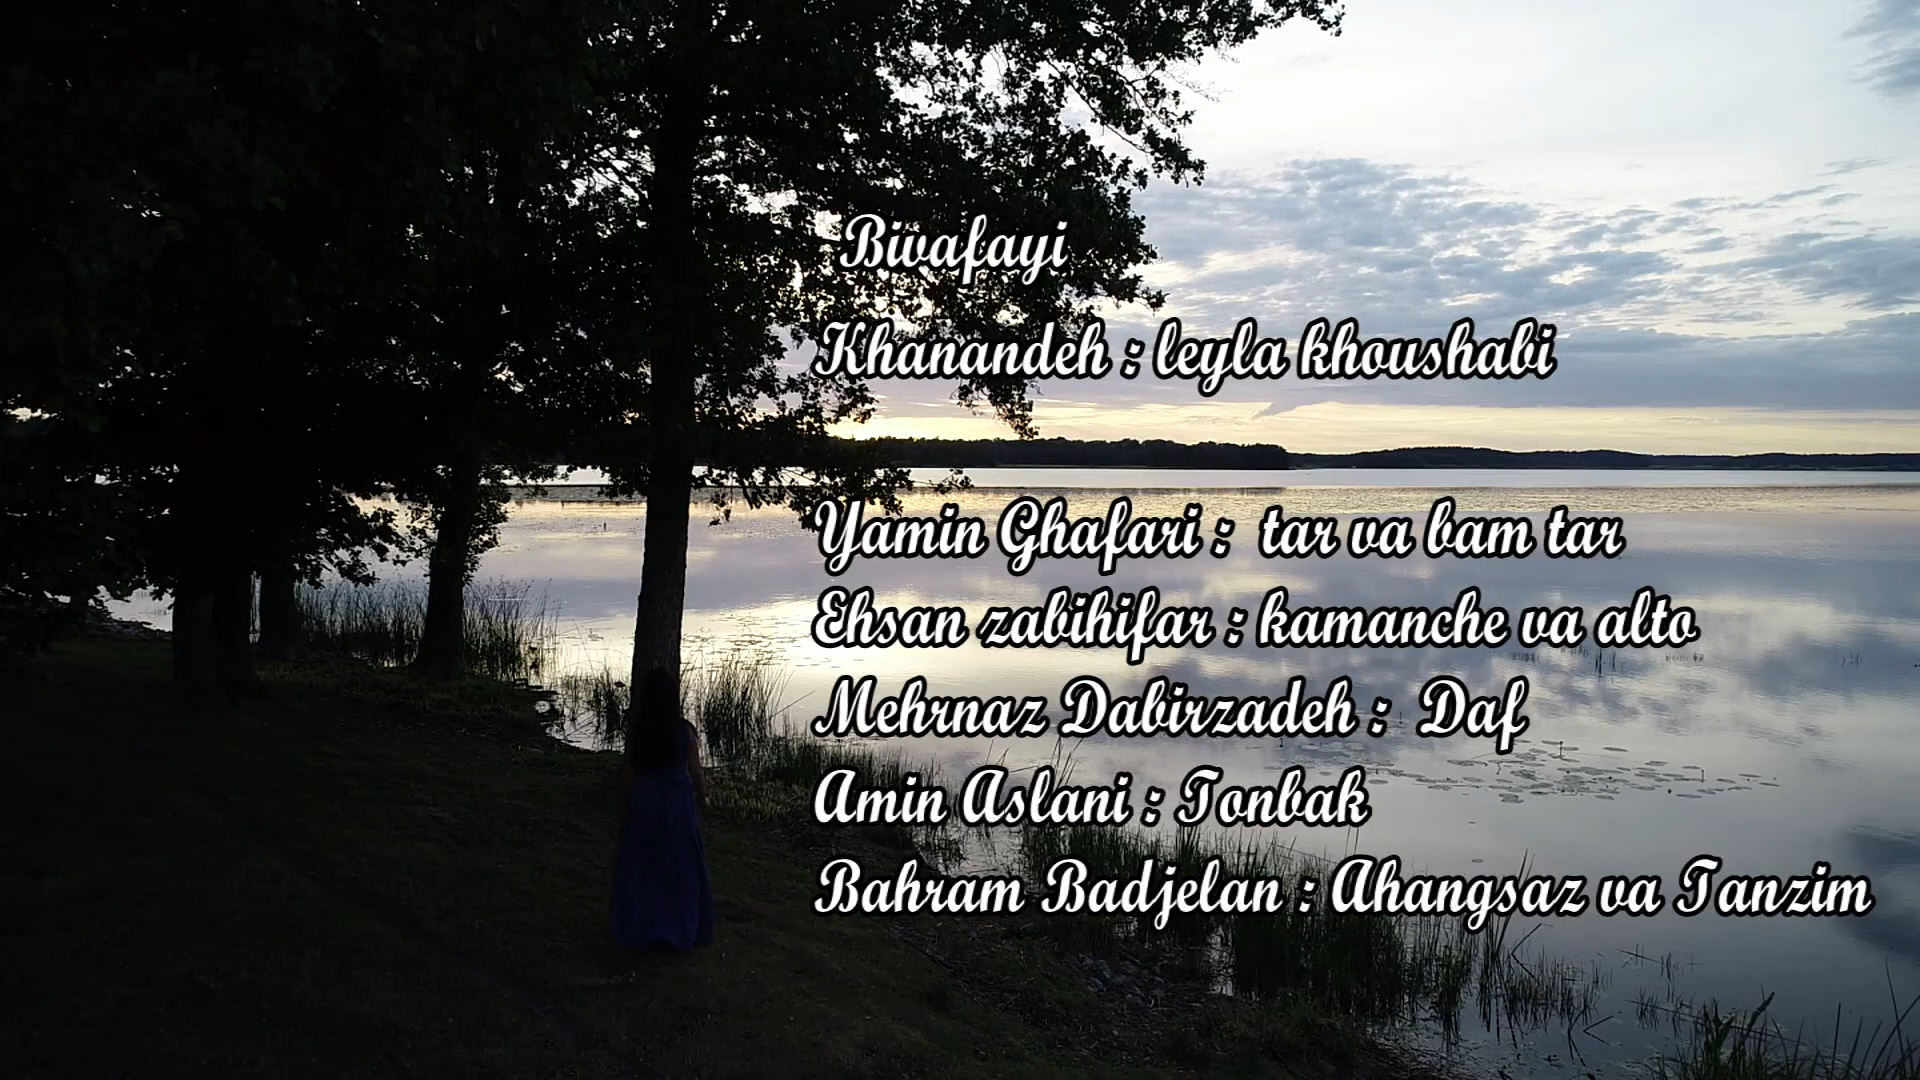 Bivafayi
Khanandeh : leyla khoushabi
Yamin Ghafari : tar va bam tar
Ehsan zabihifar : kamanche va alto
Mehrnaz Dabirzadeh : Daf
Amin Aslani : Tonbak
Bahram Badjelan : Ahangsaz va Tanzim